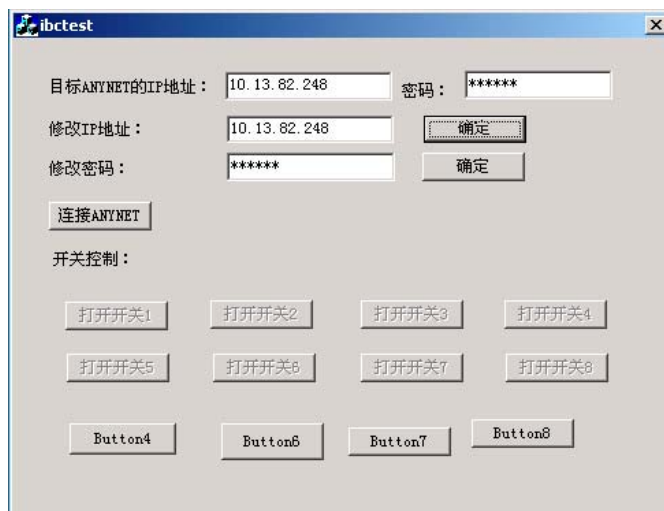 ibctest
目标ANYNET的IP地址： 10.13.82.248 密码： ******
修改IP地址： 10.13.82.248 确定
修改密码： ****** 确定
连接ANYNET
开关控制：
打开开关1 打开开关2 打开开关3 打开开关4
打开开关5 打开开关6 打开开关7 打开开关8
Button4 Button6 Button7 Button8